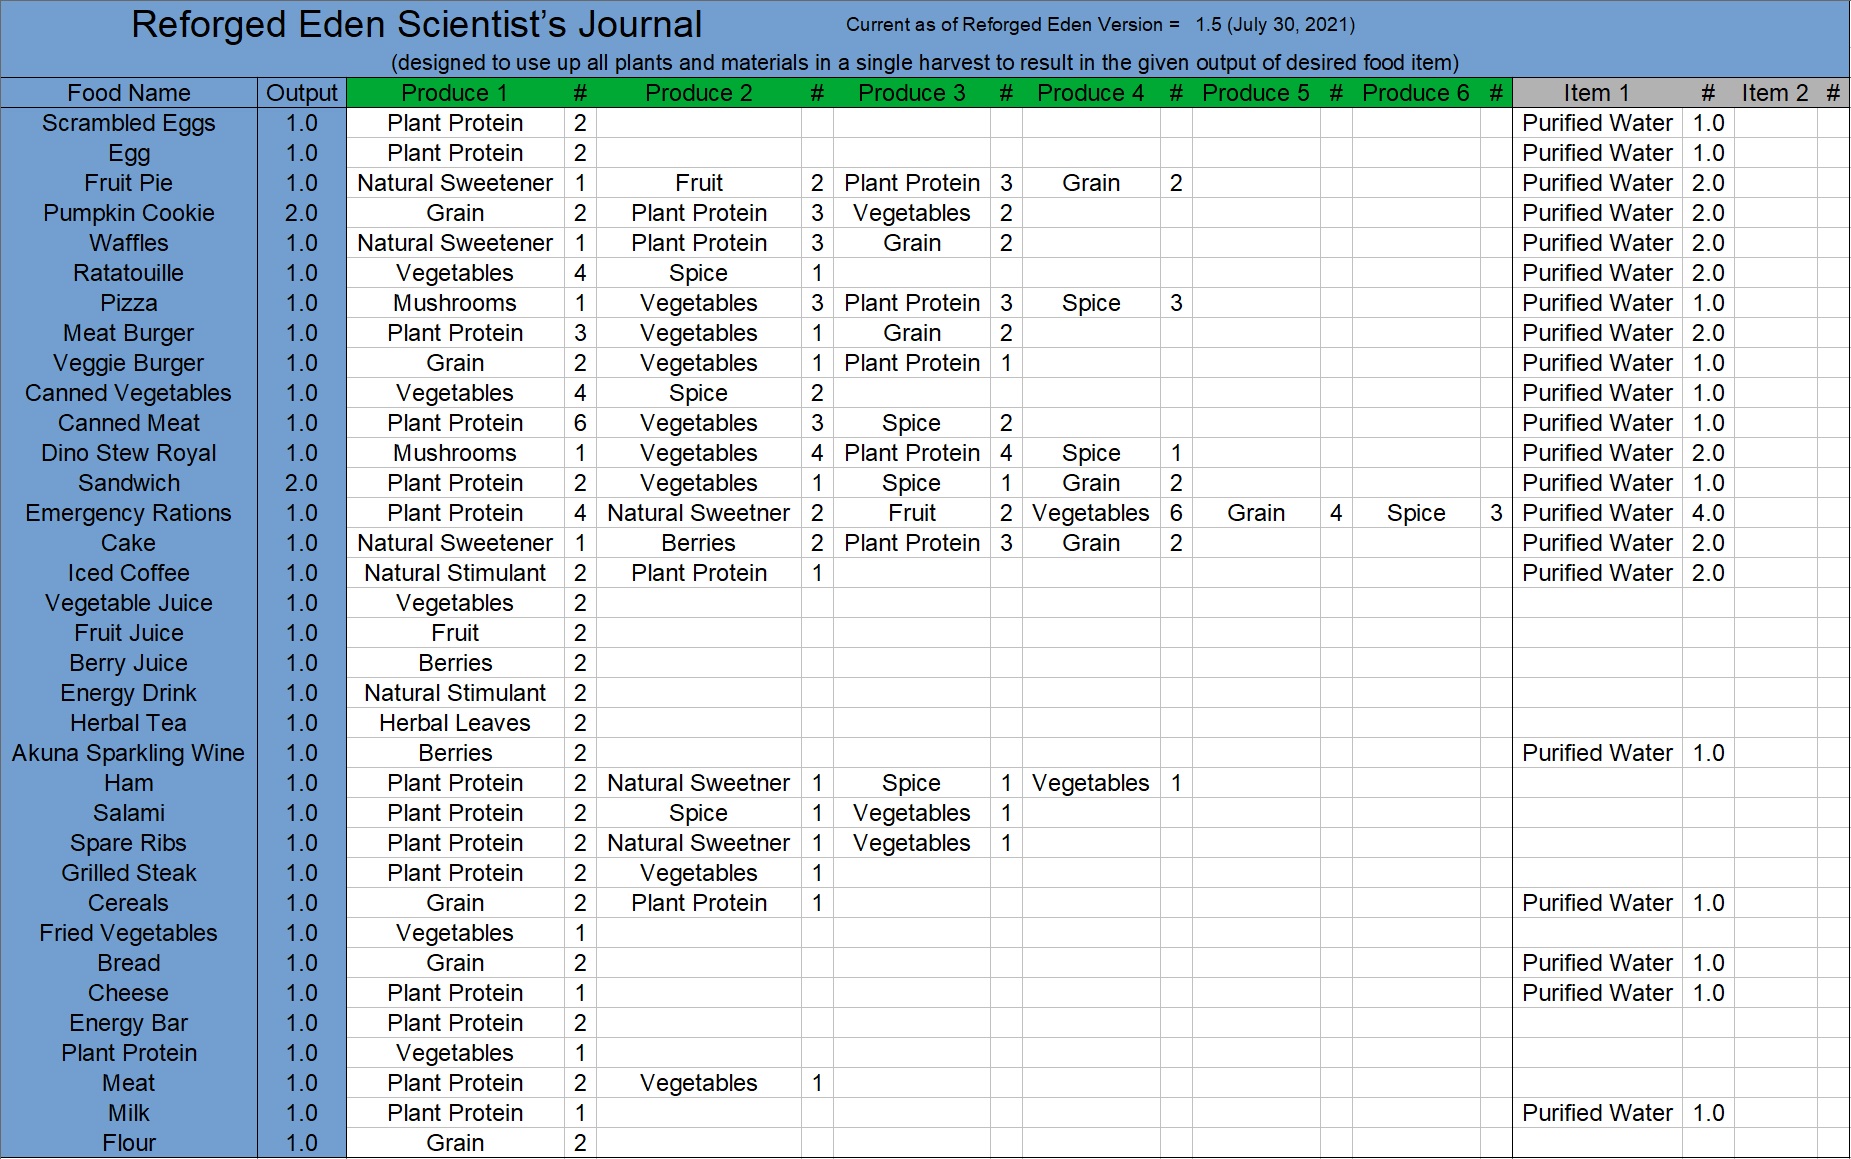 Reforged Eden Scientist’s Journal Current as of Reforged Eden Version = 1.5 (July 30, 2021)
(designed to use up all plants and materials in a single harvest to result in the given output of desired food item)
Food Name Output Produce 1 # Produce 2 # Produce 3 # Produce 4 # Produce 5 # Produce 6 # Item 1 # Item 2 #
Scrambled Eggs 1.0 Plant Protein 2 Purified Water 1.0
Egg 1.0 Plant Protein 2 Purified Water 1.0
Fruit Pie 1.0 Natural Sweetener 1 Fruit 2 Plant Protein 3 Grain 2 Purified Water 2.0
Pumpkin Cookie 2.0 Grain 2 Plant Protein 3 Vegetables 2 Purified Water 2.0
Waffles 1.0 Natural Sweetener 1 Plant Protein 3 Grain 2 Purified Water 2.0
Ratatouille 1.0 Vegetables 4 Spice 1 Purified Water 2.0
Pizza 1.0 Mushrooms 1 Vegetables 3 Plant Protein 3 Spice 3 Purified Water 1.0
Meat Burger 1.0 Plant Protein 3 Vegetables 1 Grain 2 Purified Water 2.0
Veggie Burger 1.0 Grain 2 Vegetables 1 Plant Protein 1 Purified Water 1.0
Canned Vegetables 1.0 Vegetables 4 Spice 2 Purified Water 1.0
Canned Meat 1.0 Plant Protein 6 Vegetables 3 Spice 2 Purified Water 1.0
Dino Stew Royal 1.0 Mushrooms 1 Vegetables 4 Plant Protein 4 Spice 1 Purified Water 2.0
Sandwich 2.0 Plant Protein 2 Vegetables 1 Spice 1 Grain 2 Purified Water 1.0
Emergency Rations 1.0 Plant Protein 4 Natural Sweetner 2 Fruit 2 Vegetables 6 Grain 4 Spice 3 Purified Water 4.0
Cake 1.0 Natural Sweetener 1 Berries 2 Plant Protein 3 Grain 2 Purified Water 2.0
Iced Coffee 1.0 Natural Stimulant 2 Plant Protein 1 Purified Water 2.0
Vegetable Juice 1.0 Vegetables 2
Fruit Juice 1.0 Fruit 2
Berry Juice 1.0 Berries 2
Energy Drink 1.0 Natural Stimulant 2
Herbal Tea 1.0 Herbal Leaves 2
Akuna Sparkling Wine 1.0 Berries 2 Purified Water 1.0
Ham 1.0 Plant Protein 2 Natural Sweetner 1 Spice 1 Vegetables 1
Salami 1.0 Plant Protein 2 Spice 1 Vegetables 1
Spare Ribs 1.0 Plant Protein 2 Natural Sweetner 1 Vegetables 1
Grilled Steak 1.0 Plant Protein 2 Vegetables 1
Cereals 1.0 Grain 2 Plant Protein 1 Purified Water 1.0
Fried Vegetables 1.0 Vegetables 1
Bread 1.0 Grain 2 Purified Water 1.0
Cheese 1.0 Plant Protein 1 Purified Water 1.0
Energy Bar 1.0 Plant Protein 2
Plant Protein 1.0 Vegetables 1
Meat 1.0 Plant Protein 2 Vegetables 1
Milk 1.0 Plant Protein 1 Purified Water 1.0
Flour 1.0 Grain 2